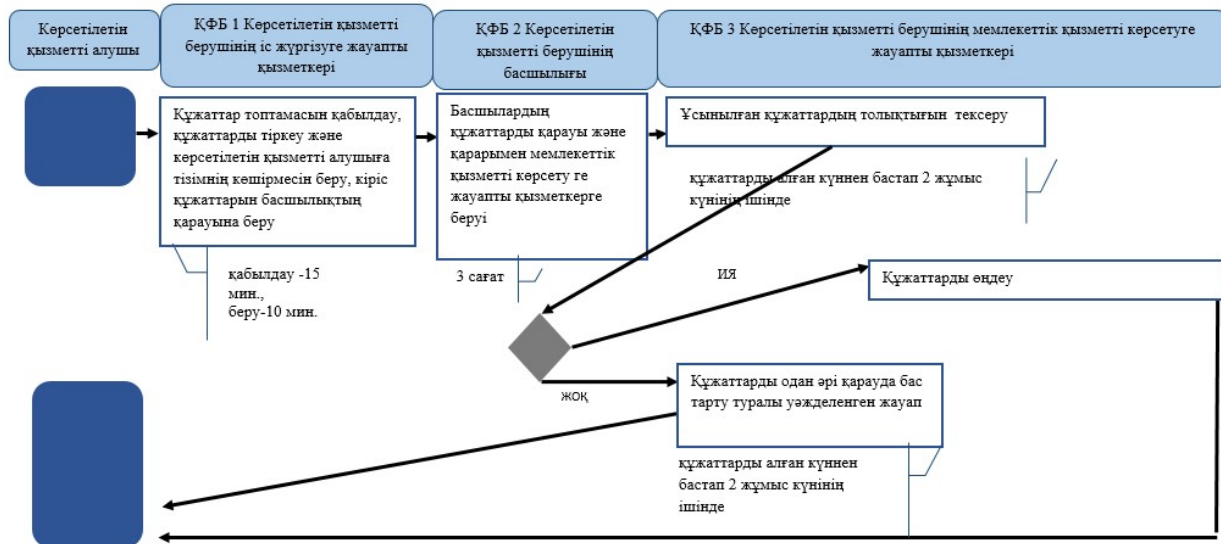 Көрсетілетін
қызметті алушы
ҚФБ 1 Көрсетілетін қызметті
берушінің іс жүргізуге жауапты
қызметкері
ҚФБ 2 Көрсетілетін
қызметті берушінің
басшылығы
ҚФБ 3 Көрсетілетін қызметті берушінің мемлекеттік қызметті көрсетуге
жауапты қызметкері
Құжаттар топтамасын қабылдау,
құжаттарды тіркеу және
көрсетілетін қызметті алушыға
тізімнің көшірмесін беру, кіріс
құжаттарын басшылықтың
қарауына беру
Басшылардың
құжаттарды қарауы және
қарарымен мемлекеттік
қызметті көрсету ге
жауапты қызметкерге
беруі
Ұсынылған құжаттардың толықтығын тексеру
құжаттарды алған күннен бастап 2 жұмыс
күнінің ішінде
қабылдау -15
мин.,
беру-10 мин.
3 сағат
ИЯ
Құжаттарды өңдеу
ЖОҚ
Құжаттарды одан әрі қарауда бас
тарту туралы уәжделенген жауап
құжаттарды алған күннен
бастап 2 жұмыс күнінің
ішінде